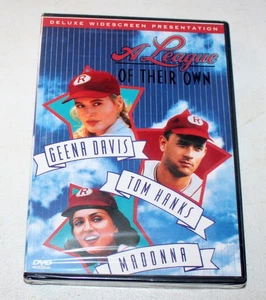 DELUXE WIDESCREEN PRESENTATION
A League
OF THEIR OWN
R
GEENA DAVIS
R
TOM HANKS
R
MADONNA
DVD